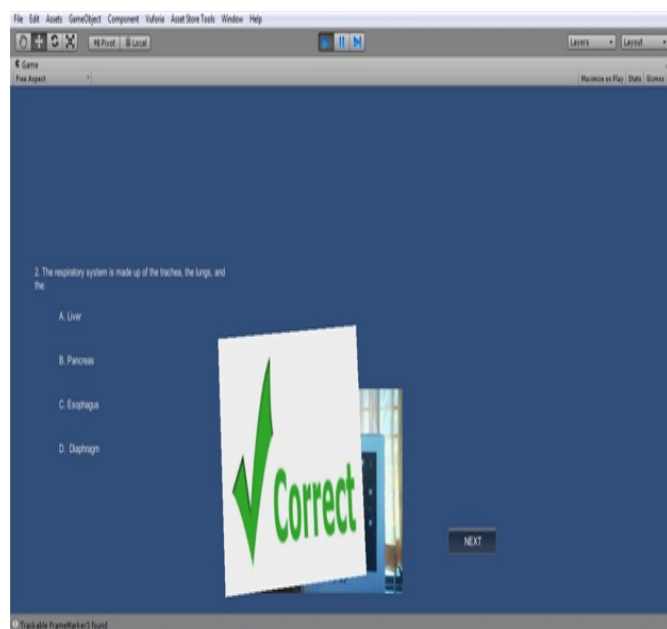 File Edit Assets GameObject Component Vuforia Asset Store Tools Window Help
Pivot Local Layers Layout
Game
Free Aspect Maximize on Play Stats Gizmos
2. The respiratory system is made up of the trachea, the lungs, and
the:
A. Liver
B. Pancreas
C. Esophagus
D. Diaphragm
Correct
NEXT
Trackable FrameMarker3 found